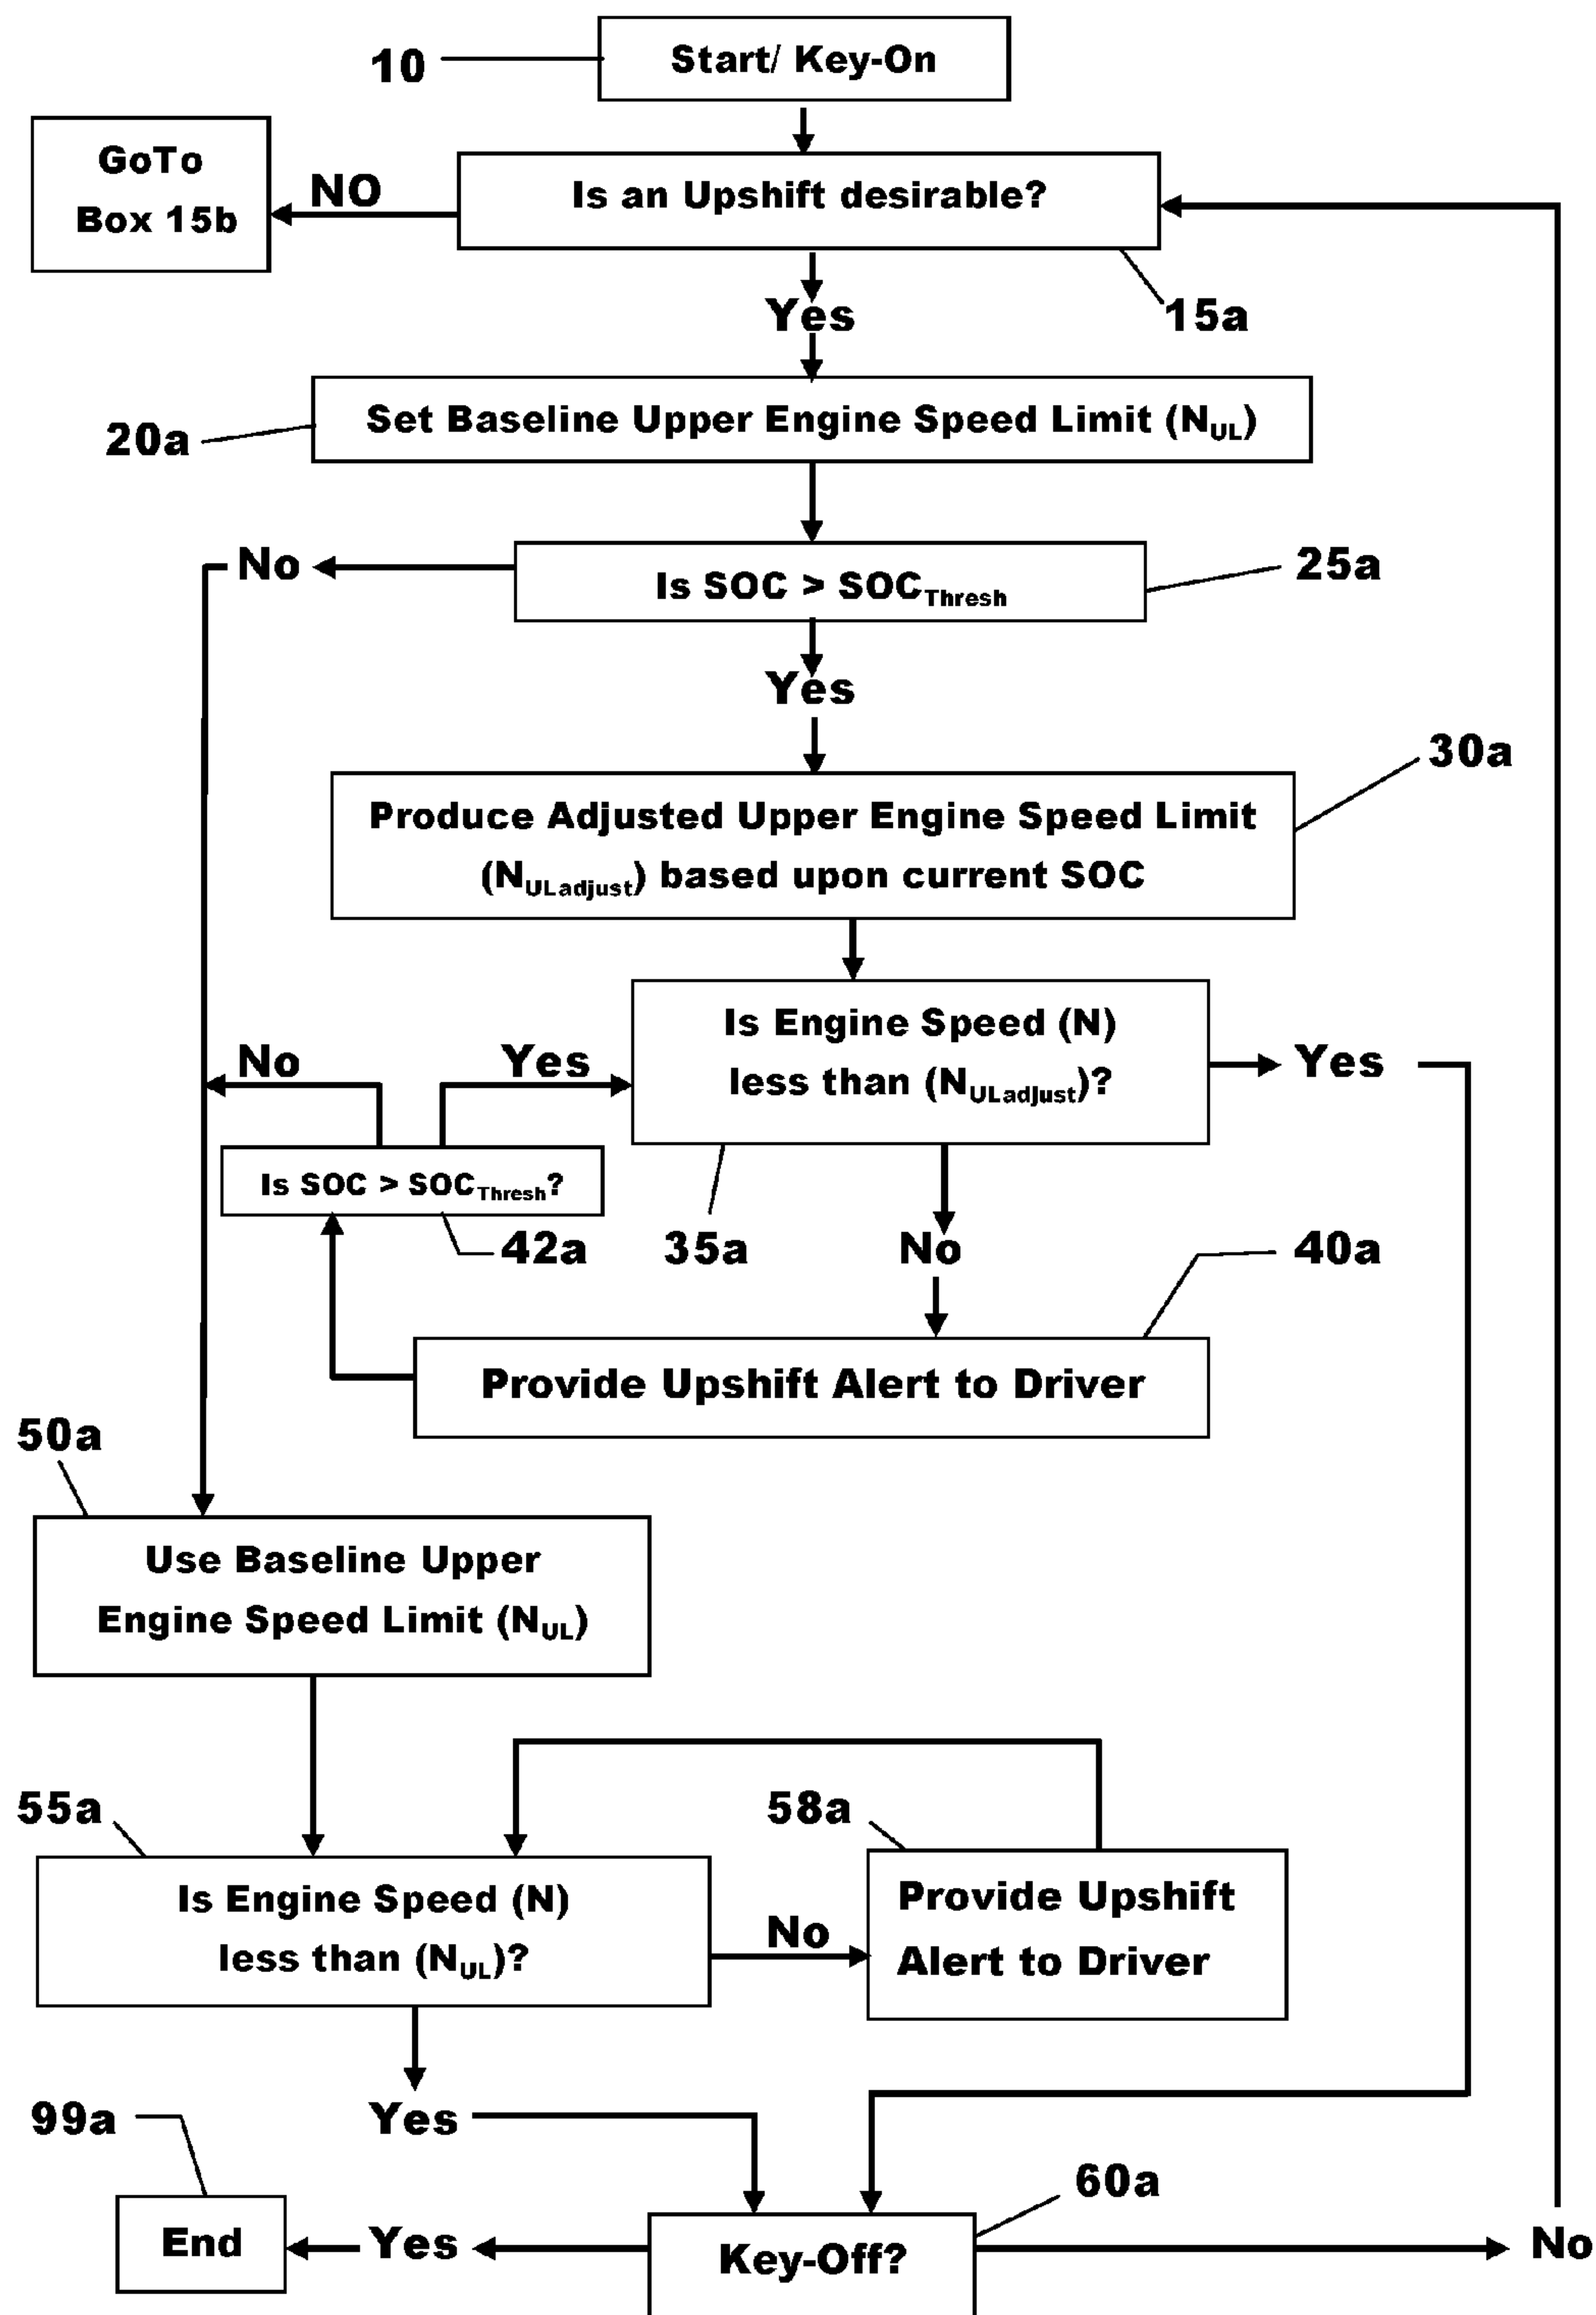 10
Start/ Key-On
GoTo
Box 15b
NO
Is an Upshift desirable?
Yes
15a
20a
Set Baseline Upper Engine Speed Limit (NUL)
No
Is SOC > SOCThresh
25a
Yes
30a
Produce Adjusted Upper Engine Speed Limit
(NULadjust) based upon current SOC
Is Engine Speed (N)
less than (NULadjust)?
No
Yes
Yes
Is SOC > SOCThresh?
42a
35a
No
40a
Provide Upshift Alert to Driver
50a
Use Baseline Upper
Engine Speed Limit (NUL)
55a
58a
Is Engine Speed (N)
less than (NUL)?
No
Provide Upshift
Alert to Driver
Yes
99a
60a
End
Yes
Key-Off?
No